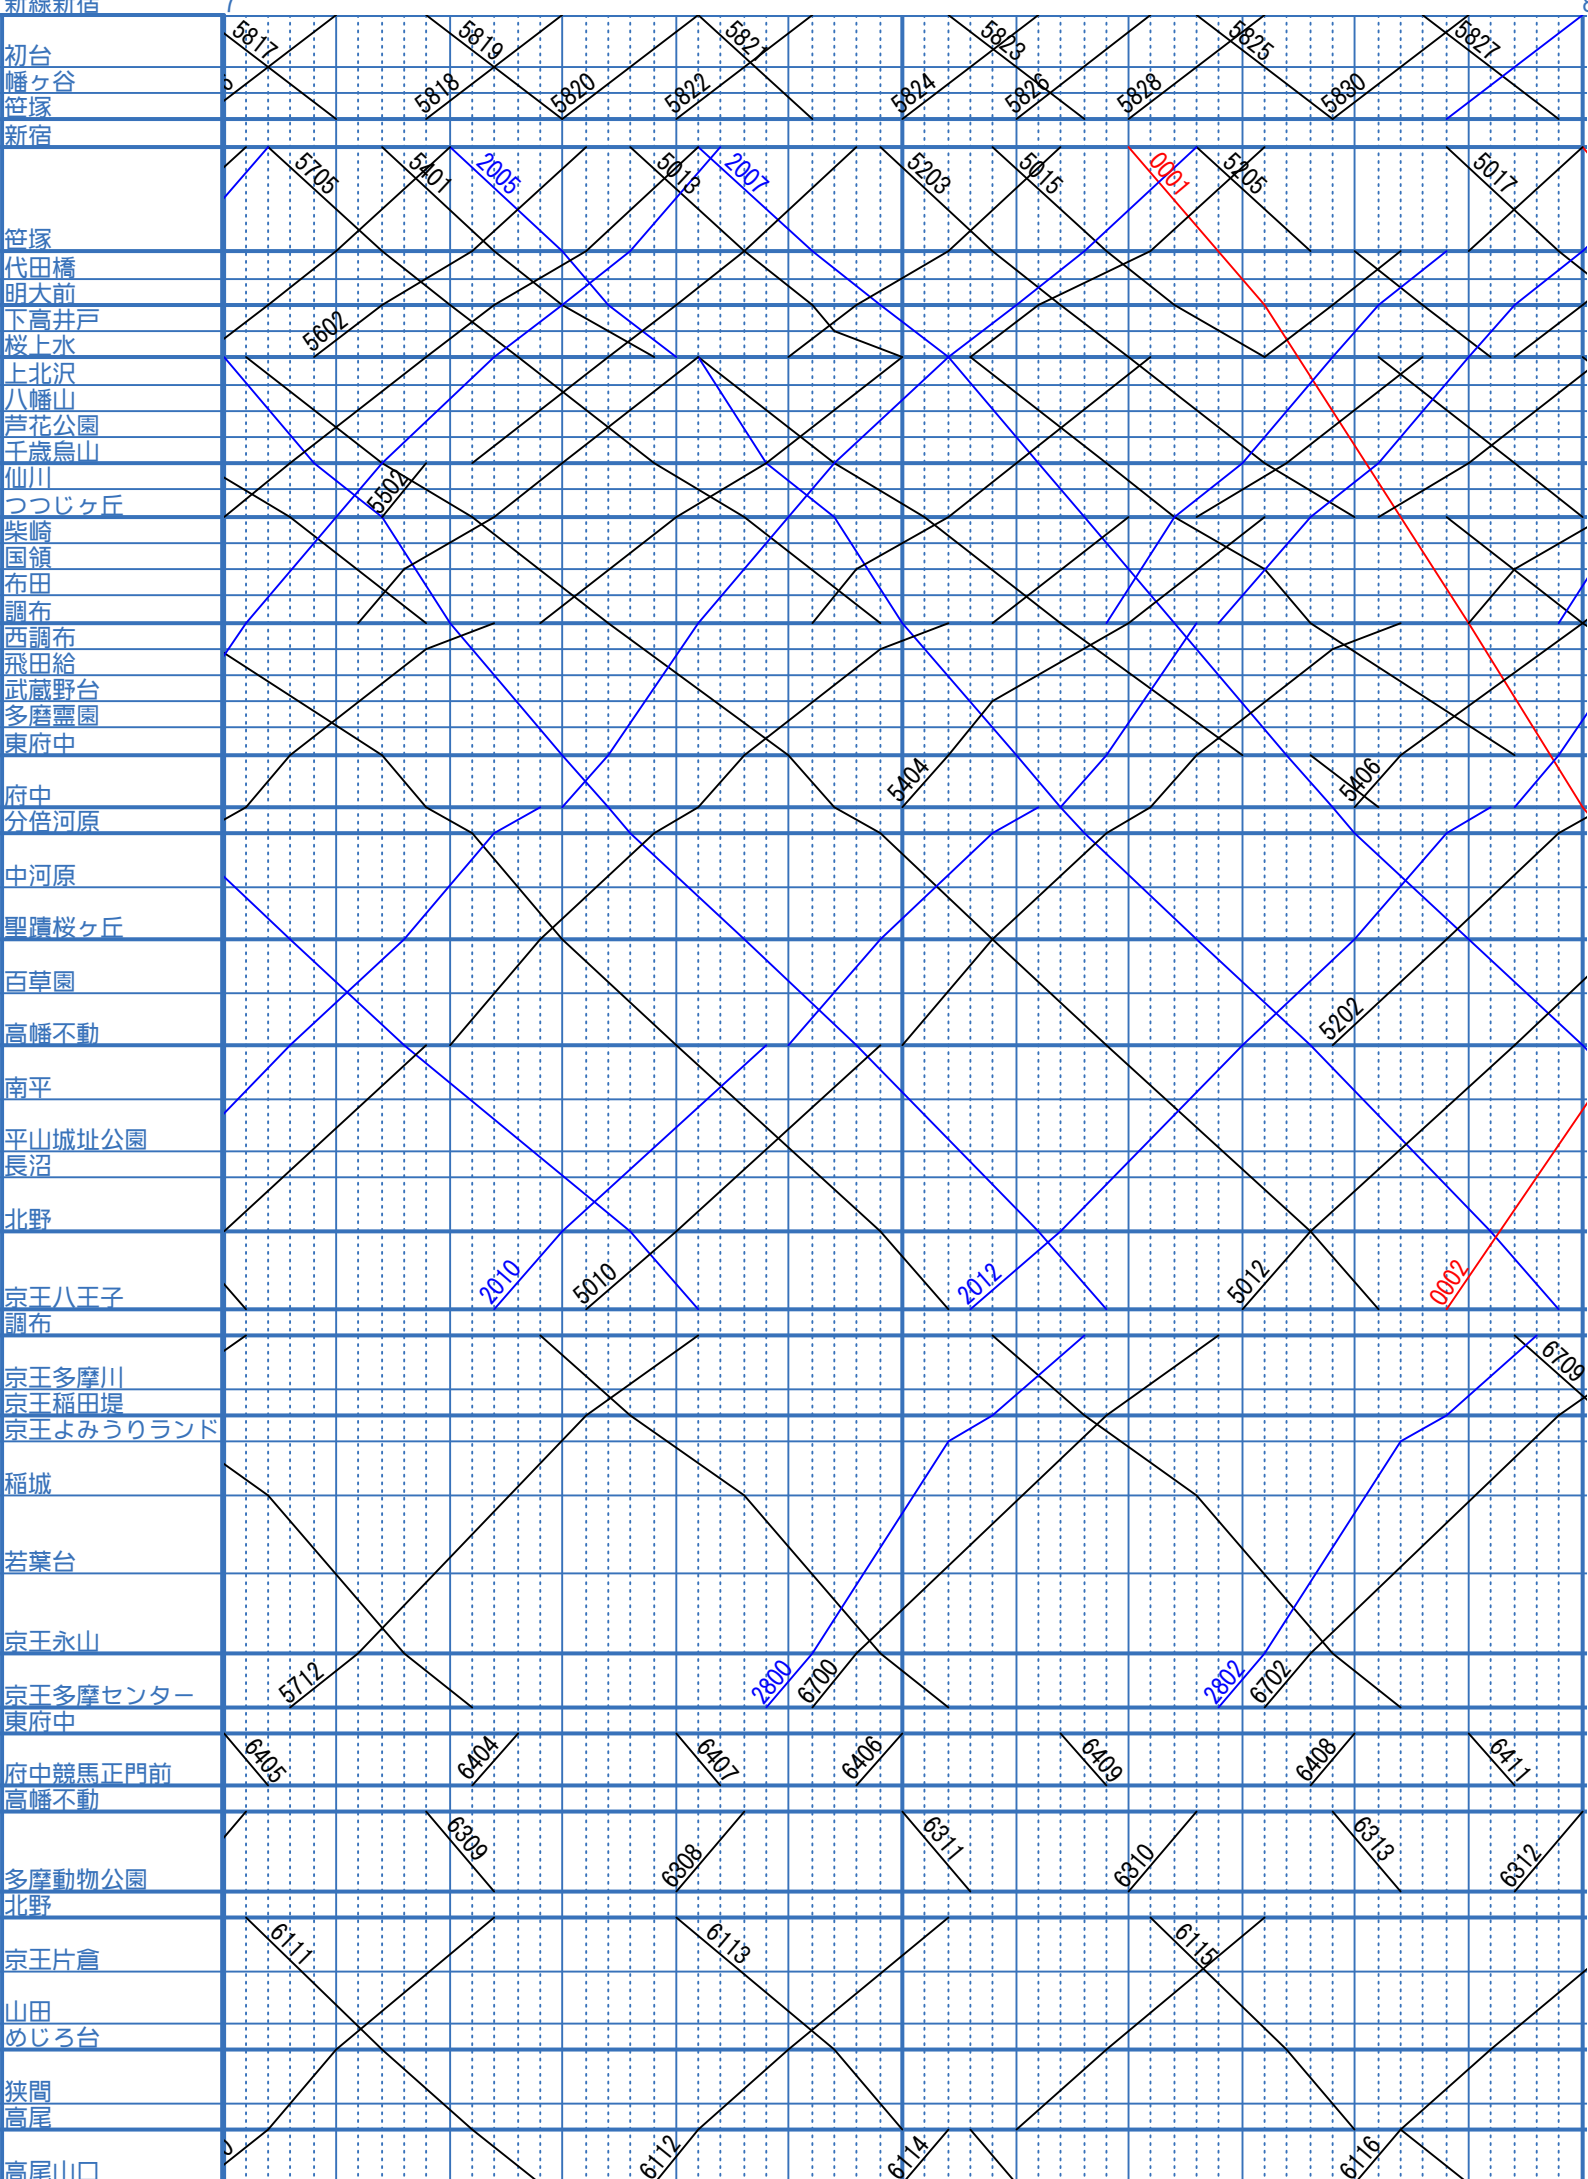 新線新宿 7
5817 5819 5821 5823 5825 5827
初台
幡ヶ谷
5818 5820 5822 5824 5826 5828 5830
笹塚
新宿
5705 5401 2005 5013 2007 5203 5015 0001 5205 5017
笹塚
代田橋
明大前
下高井戸
5602
桜上水
上北沢
八幡山
芦花公園
千歳烏山
仙川
5502
つつじヶ丘
柴崎
国領
布田
調布
西調布
飛田給
武蔵野台
多磨霊園
東府中
5404 5406
府中
分倍河原
中河原
聖蹟桜ヶ丘
百草園
5202
高幡不動
南平
平山城址公園
長沼
北野
2010 5010 2012 5012 0002
京王八王子
調布
6709
京王多摩川
京王稲田堤
京王よみうりランド
稲城
若葉台
京王永山
5712 2800 6700 2802 6702
京王多摩センター
東府中
6405 6404 6407 6406 6409 6408 6411
府中競馬正門前
高幡不動
6309 6308 6311 6310 6313 6312
多摩動物公園
北野
6111 6113 6115
京王片倉
山田
めじろ台
狭間
高尾
6112 6114 6116
高尾山口